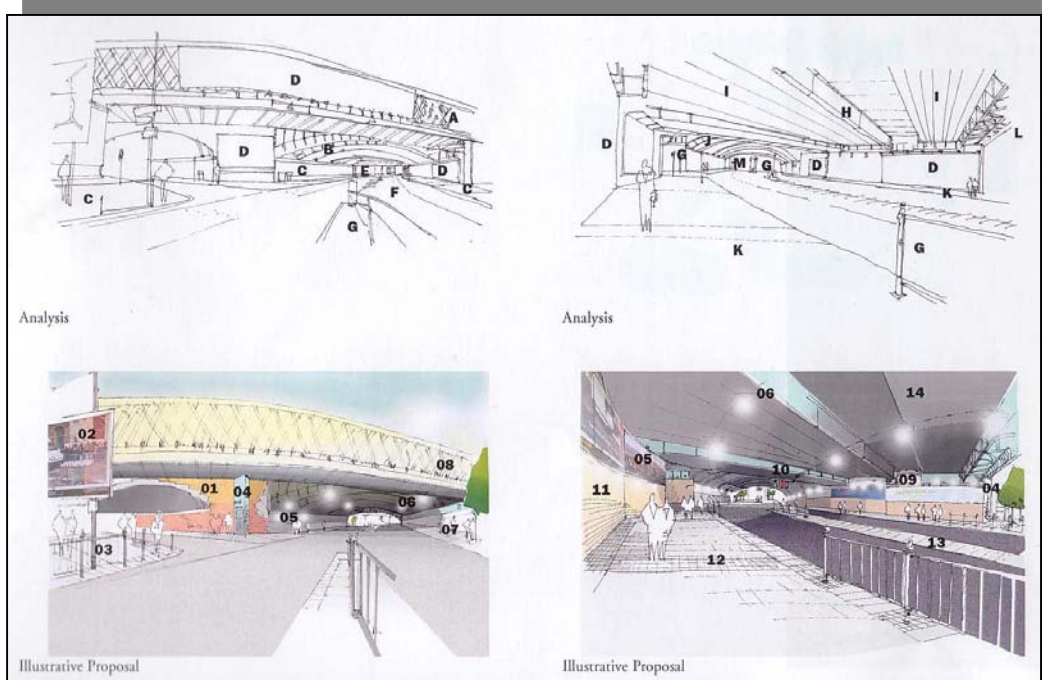 D
A
B
D
C
E
D
C
F
C
G
I
H
I
L
D
J
G
M
G
D
D
K
G
K
Analysis
Analysis
02
01
04
08
06
05
07
03
06
14
05
10
09
04
11
13
12
Illustrative Proposal
Illustrative Proposal